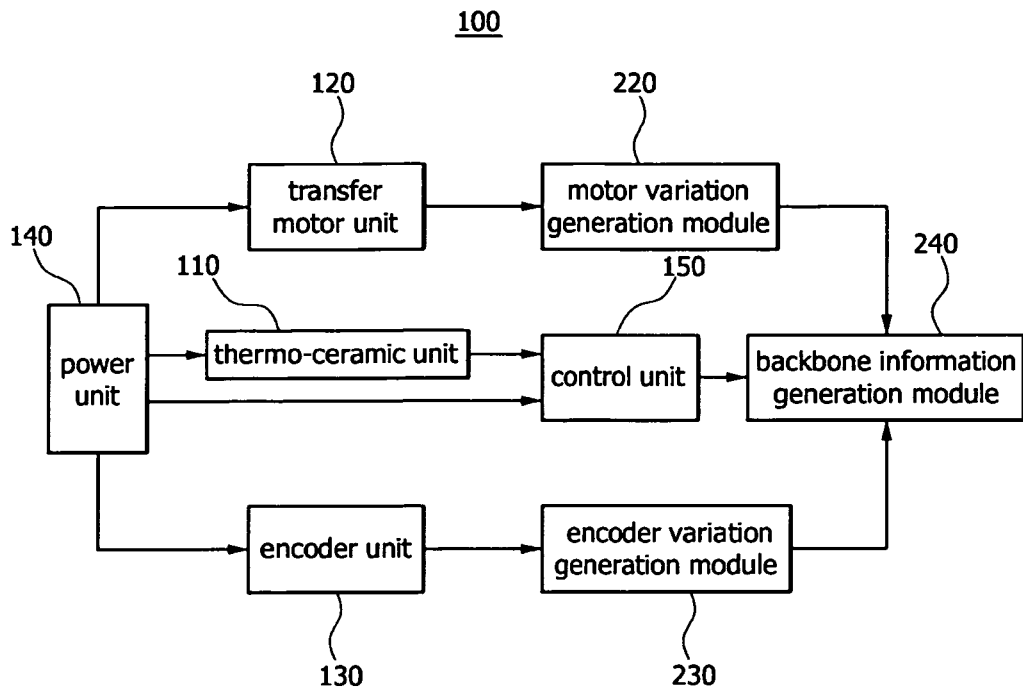 100
120
220
transfer
motor unit
motor variation
generation module
140
110
150
240
power
unit
thermo-ceramic unit
control unit
backbone information
generation module
encoder unit
encoder variation
generation module
130
230